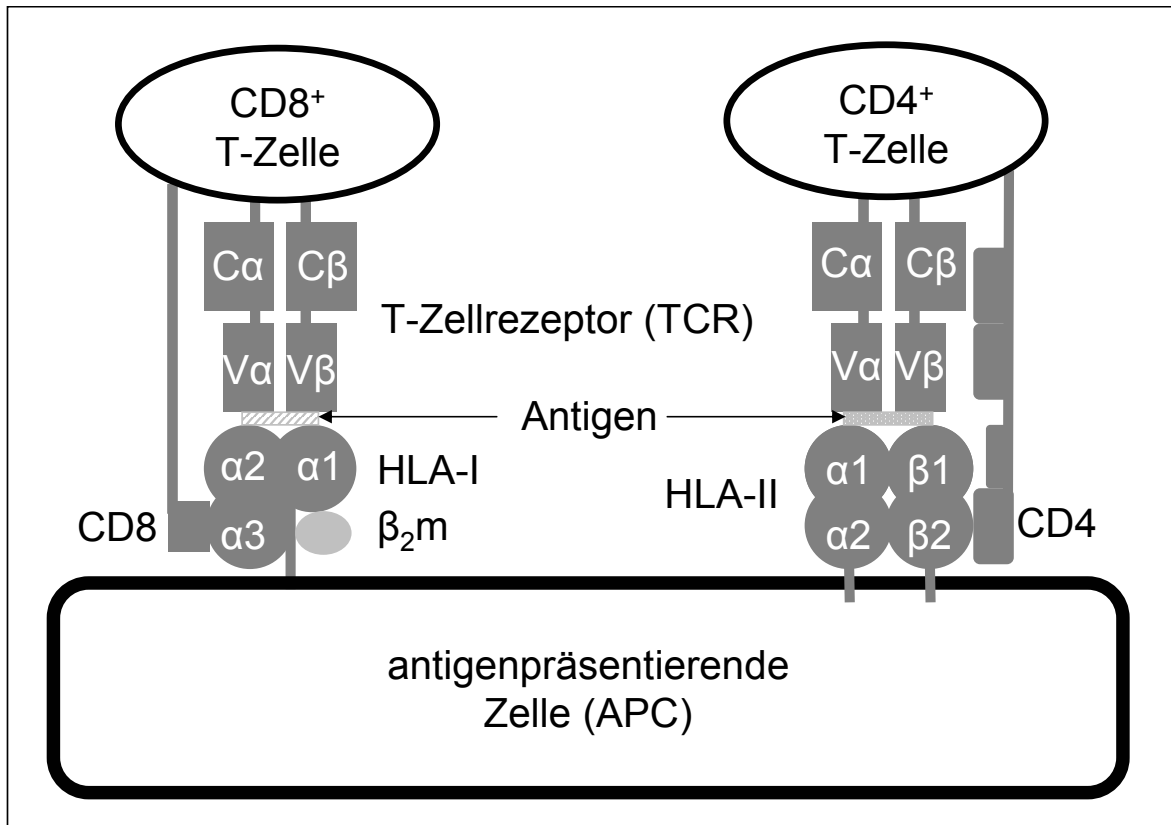 CD8⁺
T-Zelle
CD4⁺
T-Zelle
Cα Cβ
Cα Cβ
T-Zellrezeptor (TCR)
Vα Vβ
Vα Vβ
Antigen
α2 α1
HLA-I
α1 β1
HLA-II
CD8
α3
β₂m
α2 β2
CD4
antigenpräsentierende
Zelle (APC)